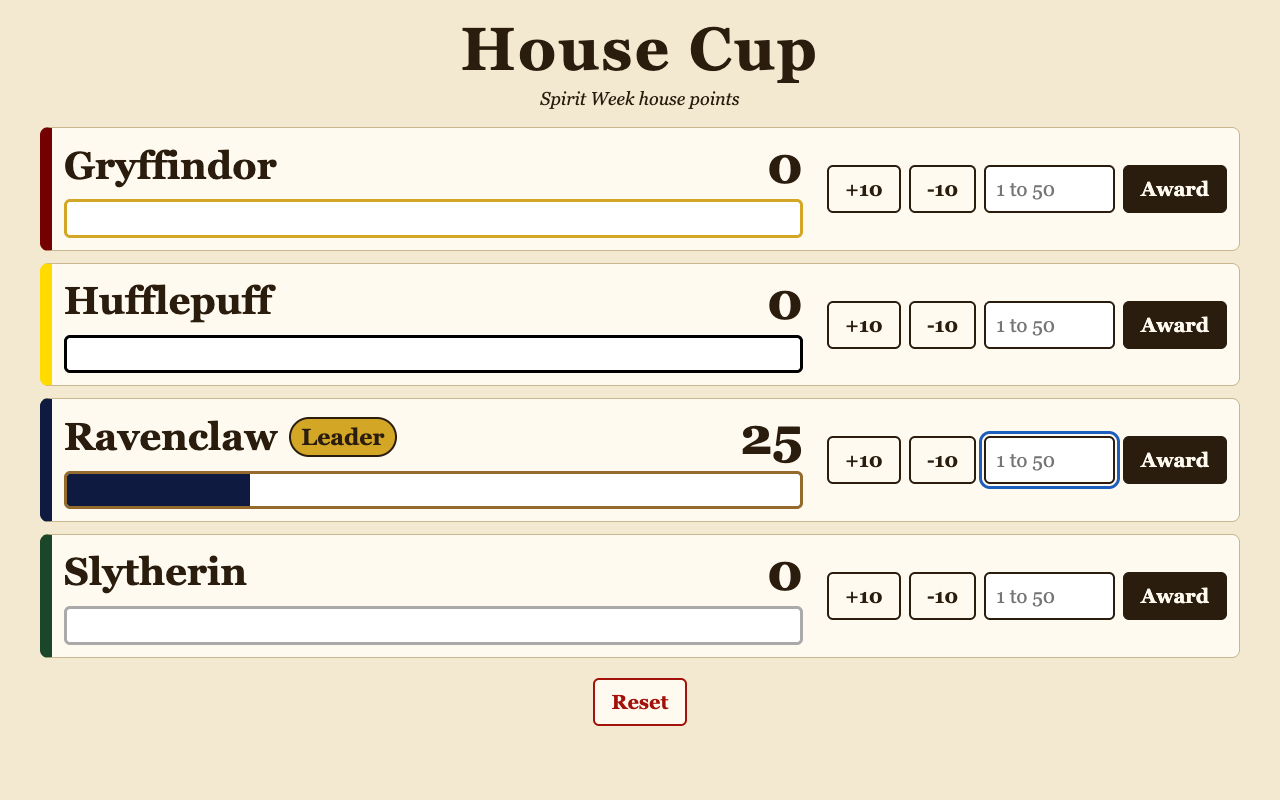 House Cup
Spirit Week house points
Gryffindor 0 +10 -10 1 to 50 Award
Hufflepuff 0 +10 -10 1 to 50 Award
Ravenclaw Leader 25 +10 -10 1 to 50 Award
Slytherin 0 +10 -10 1 to 50 Award
Reset